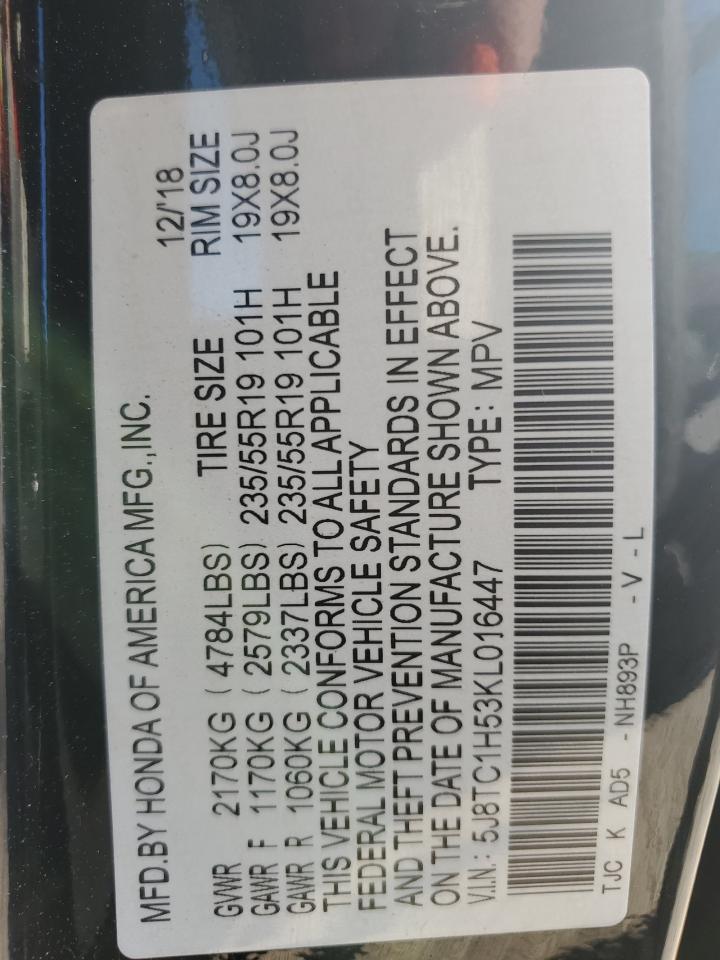 MFD.BY HONDA OF AMERICA MFG.,INC. 12/'18
GVWR 2170KG (4784LBS) TIRE SIZE RIM SIZE
GAWR F 1170KG (2579LBS) 235/55R19 101H 19X8.0J
GAWR R 1060KG (2337LBS) 235/55R19 101H 19X8.0J
THIS VEHICLE CONFORMS TO ALL APPLICABLE
FEDERAL MOTOR VEHICLE SAFETY
AND THEFT PREVENTION STANDARDS IN EFFECT
ON THE DATE OF MANUFACTURE SHOWN ABOVE.
V.I.N.: 5J8TC1H53KL016447 TYPE: MPV
TJC K AD5 -NH893P -V-L